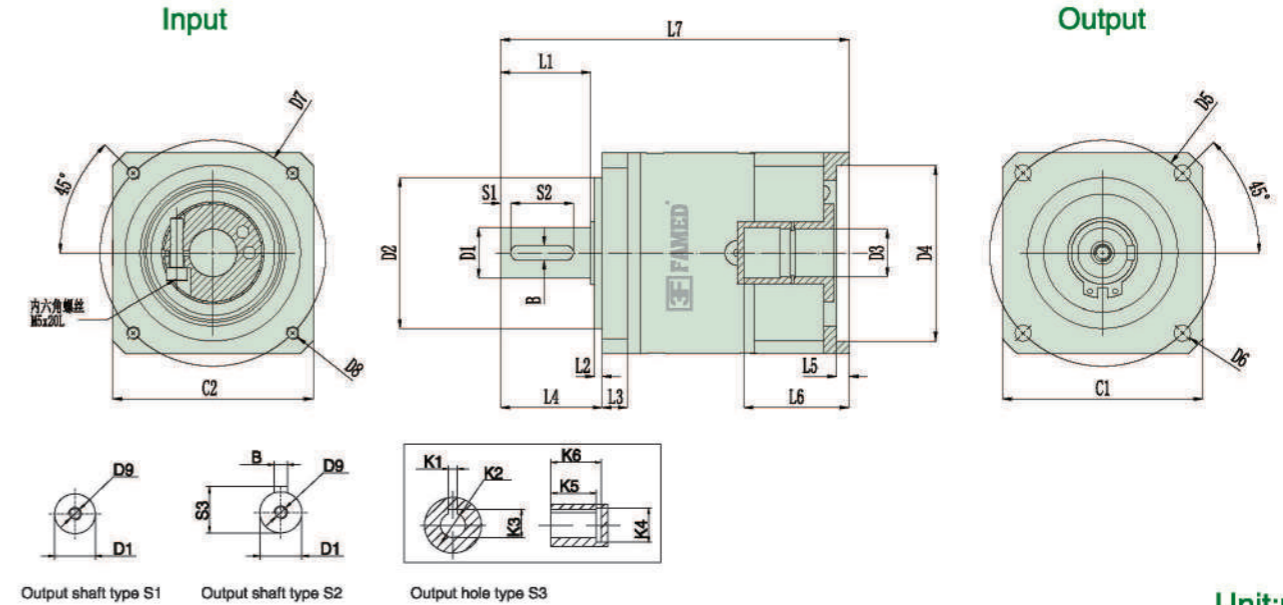 Input
Output
L7
L1
D7
D5
45°
45°
S1
S2
D2
D1
B
FAMED
D3
D4
内六角螺丝
M5x20L
D8
D6
L2
L5
C2
L4
L3
L6
C1
D9
D1
B
D9
S3
D1
K1
K2
K3
K6
K5
K4
Output shaft type S1
Output shaft type S2
Output hole type S3